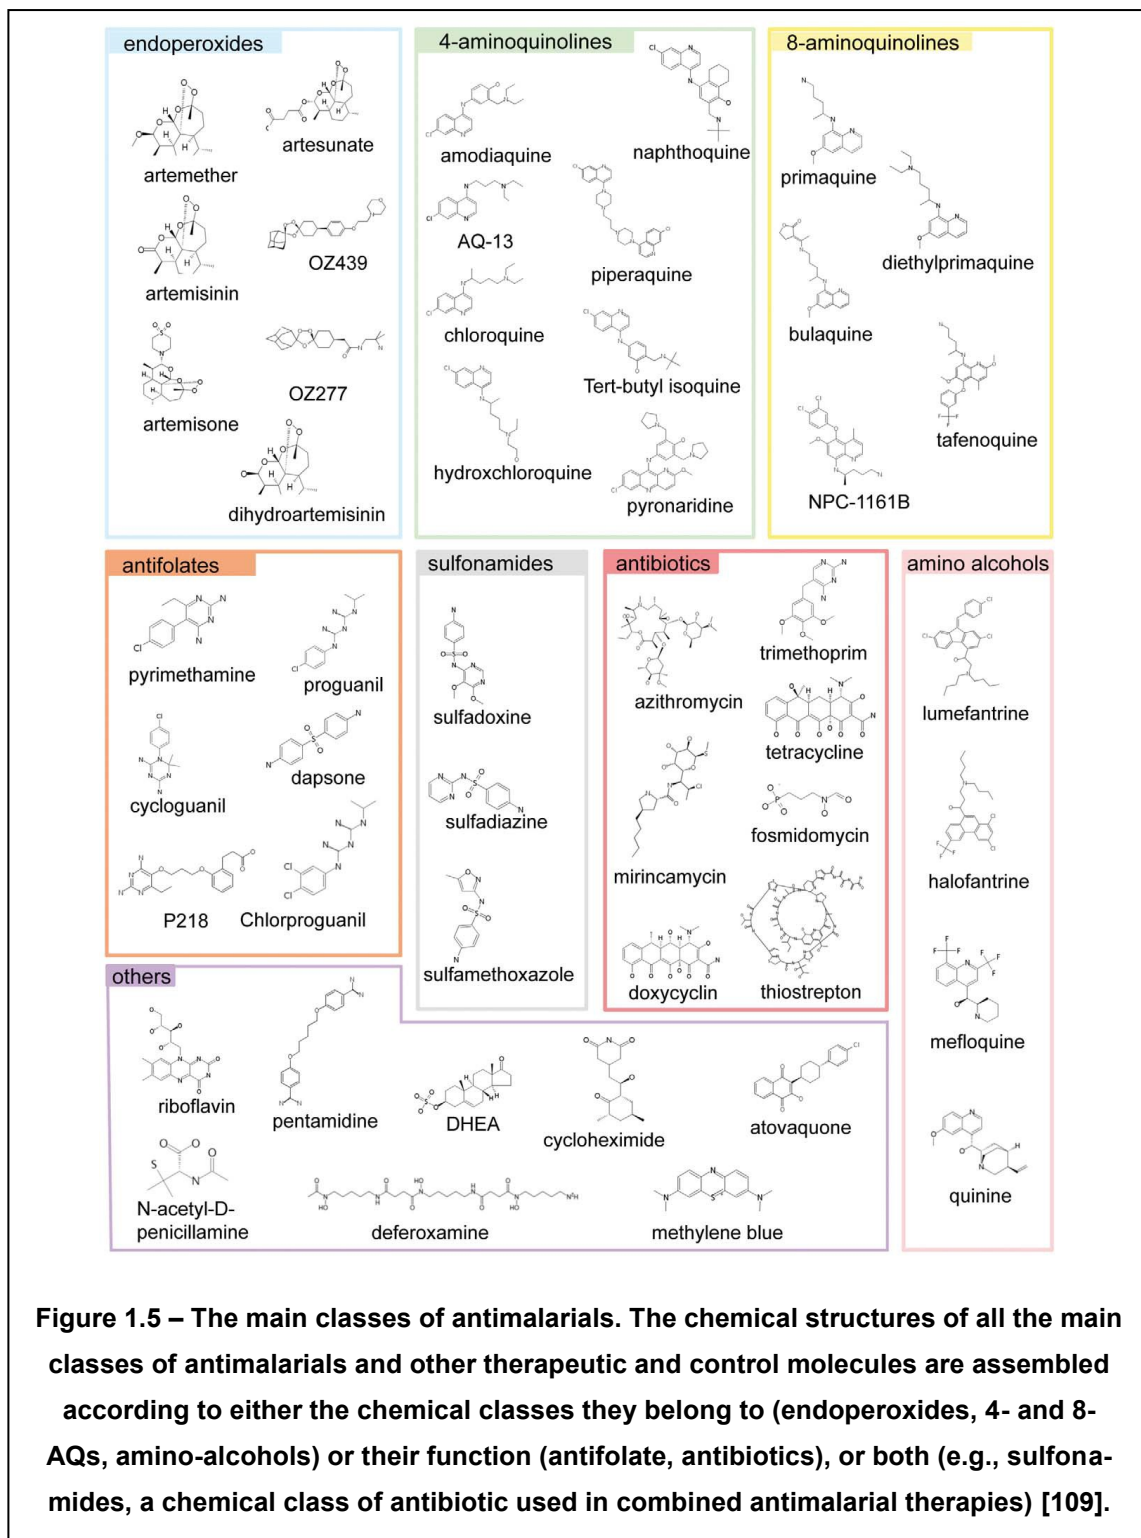 endoperoxides
artemether
artesunate
artemisinin
OZ439
artemisone
OZ277
dihydroartemisinin
4-aminoquinolines
amodiaquine
naphthoquine
AQ-13
piperaquine
chloroquine
Tert-butyl isoquine
hydroxchloroquine
pyronaridine
8-aminoquinolines
primaquine
diethylprimaquine
bulaquine
tafenoquine
NPC-1161B
antifolates
pyrimethamine
proguanil
cycloguanil
dapsone
P218
Chlorproguanil
sulfonamides
sulfadoxine
sulfadiazine
sulfamethoxazole
antibiotics
azithromycin
trimethoprim
tetracycline
mirincamycin
fosmidomycin
doxycyclin
thiostrepton
amino alcohols
lumefantrine
halofantrine
mefloquine
quinine
others
riboflavin
pentamidine
DHEA
cycloheximide
atovaquone
N-acetyl-D-
penicillamine
deferoxamine
methylene blue
Figure 1.5 – The main classes of antimalarials. The chemical structures of all the main
classes of antimalarials and other therapeutic and control molecules are assembled
according to either the chemical classes they belong to (endoperoxides, 4- and 8-
AQs, amino-alcohols) or their function (antifolate, antibiotics), or both (e.g., sulfona-
mides, a chemical class of antibiotic used in combined antimalarial therapies) [109].